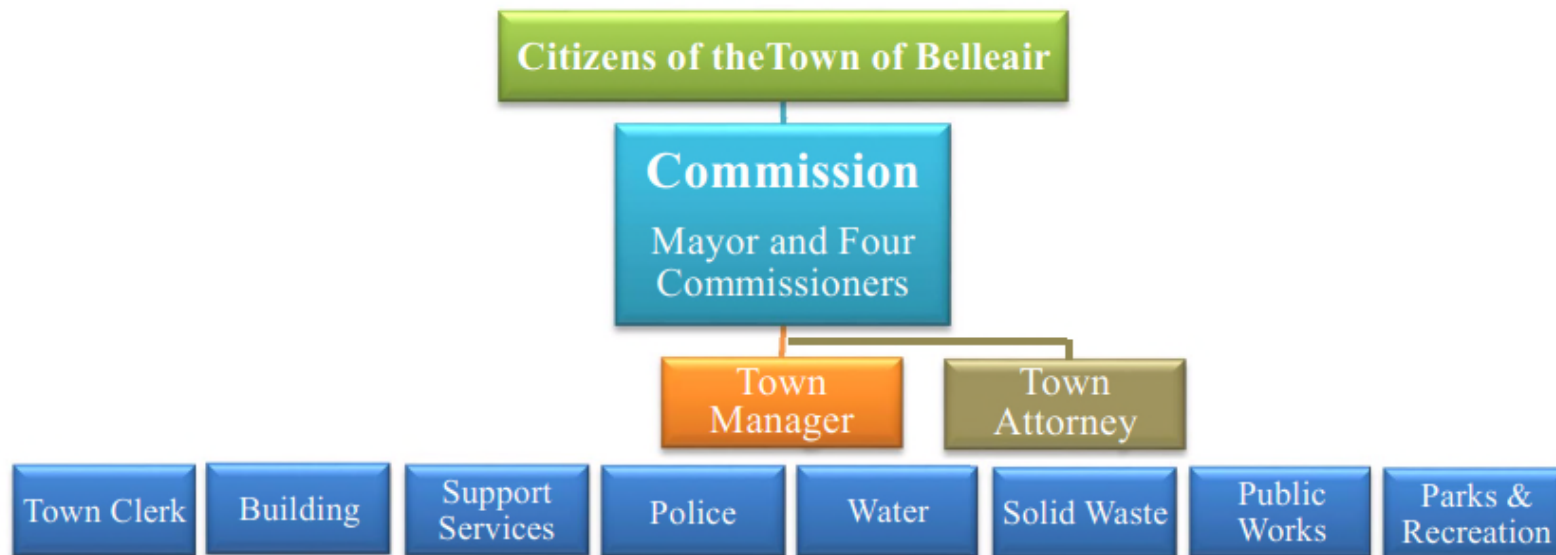 Citizens of theTown of Belleair
Commission
Mayor and Four
Commissioners
Town
Manager
Town
Attorney
Town Clerk
Building
Support
Services
Police
Water
Solid Waste
Public
Works
Parks &
Recreation